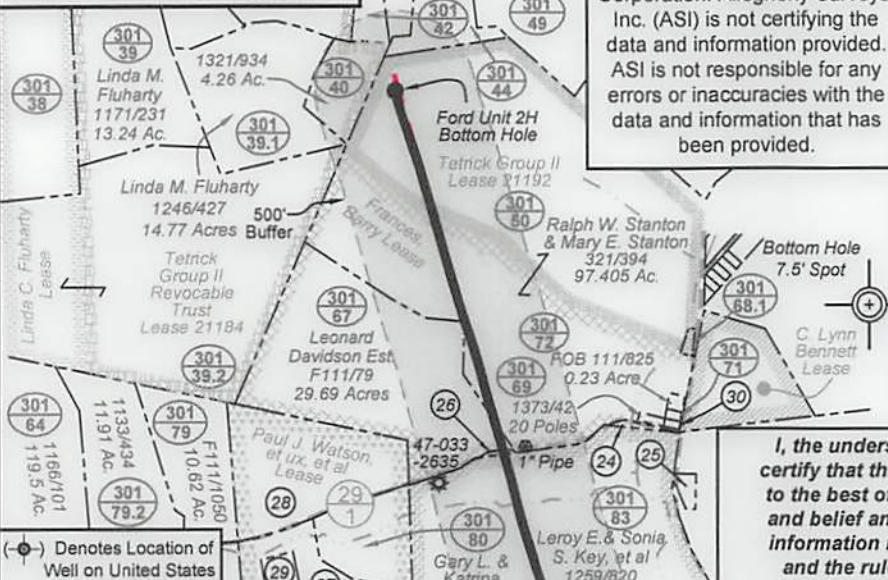 Inc. (ASI) is not certifying the
data and information provided.
ASI is not responsible for any
errors or inaccuracies with the
data and information that has
been provided.
301
42
301
49
301
39
Linda M.
Fluharty
1171/231
13.24 Ac.
1321/934
4.26 Ac.
301
40
301
44
301
38
301
39.1
Ford Unit 2H
Bottom Hole
Tetrick Group II
Lease 21192
Linda M. Fluharty
1246/427
14.77 Acres
500'
Buffer
Frances,
Barry Lease
301
60
Ralph W. Stanton
& Mary E. Stanton
321/394
97.405 Ac.
Bottom Hole
7.5' Spot
Linda C. Fluharty
Lease
Tetrick
Group II
Revocable
Trust
Lease 21184
301
68.1
301
67
Leonard
Davidson Est.
F111/79
29.69 Acres
301
72
POB 111/825
0.23 Acre
301
71
C. Lynn
Bennett
Lease
301
39.2
301
69
1373/42
20 Poles
30
26
301
64
1166/101
119.5 Ac.
1133/434
11.91 Ac.
301
79.2
301
79
F111/1050
10.62 Ac.
Paul J. Watson,
et ux, et al
Lease
47-033
-2635
1" Pipe
24
25
28
29
1
301
80
Gary L. &
Katrina
301
83
Leroy E.& Sonia
S. Key, et al
1259/820
29
I, the unders
certify that th
to the best o
and belief an
information
and the ru
Denotes Location of
Well on United States